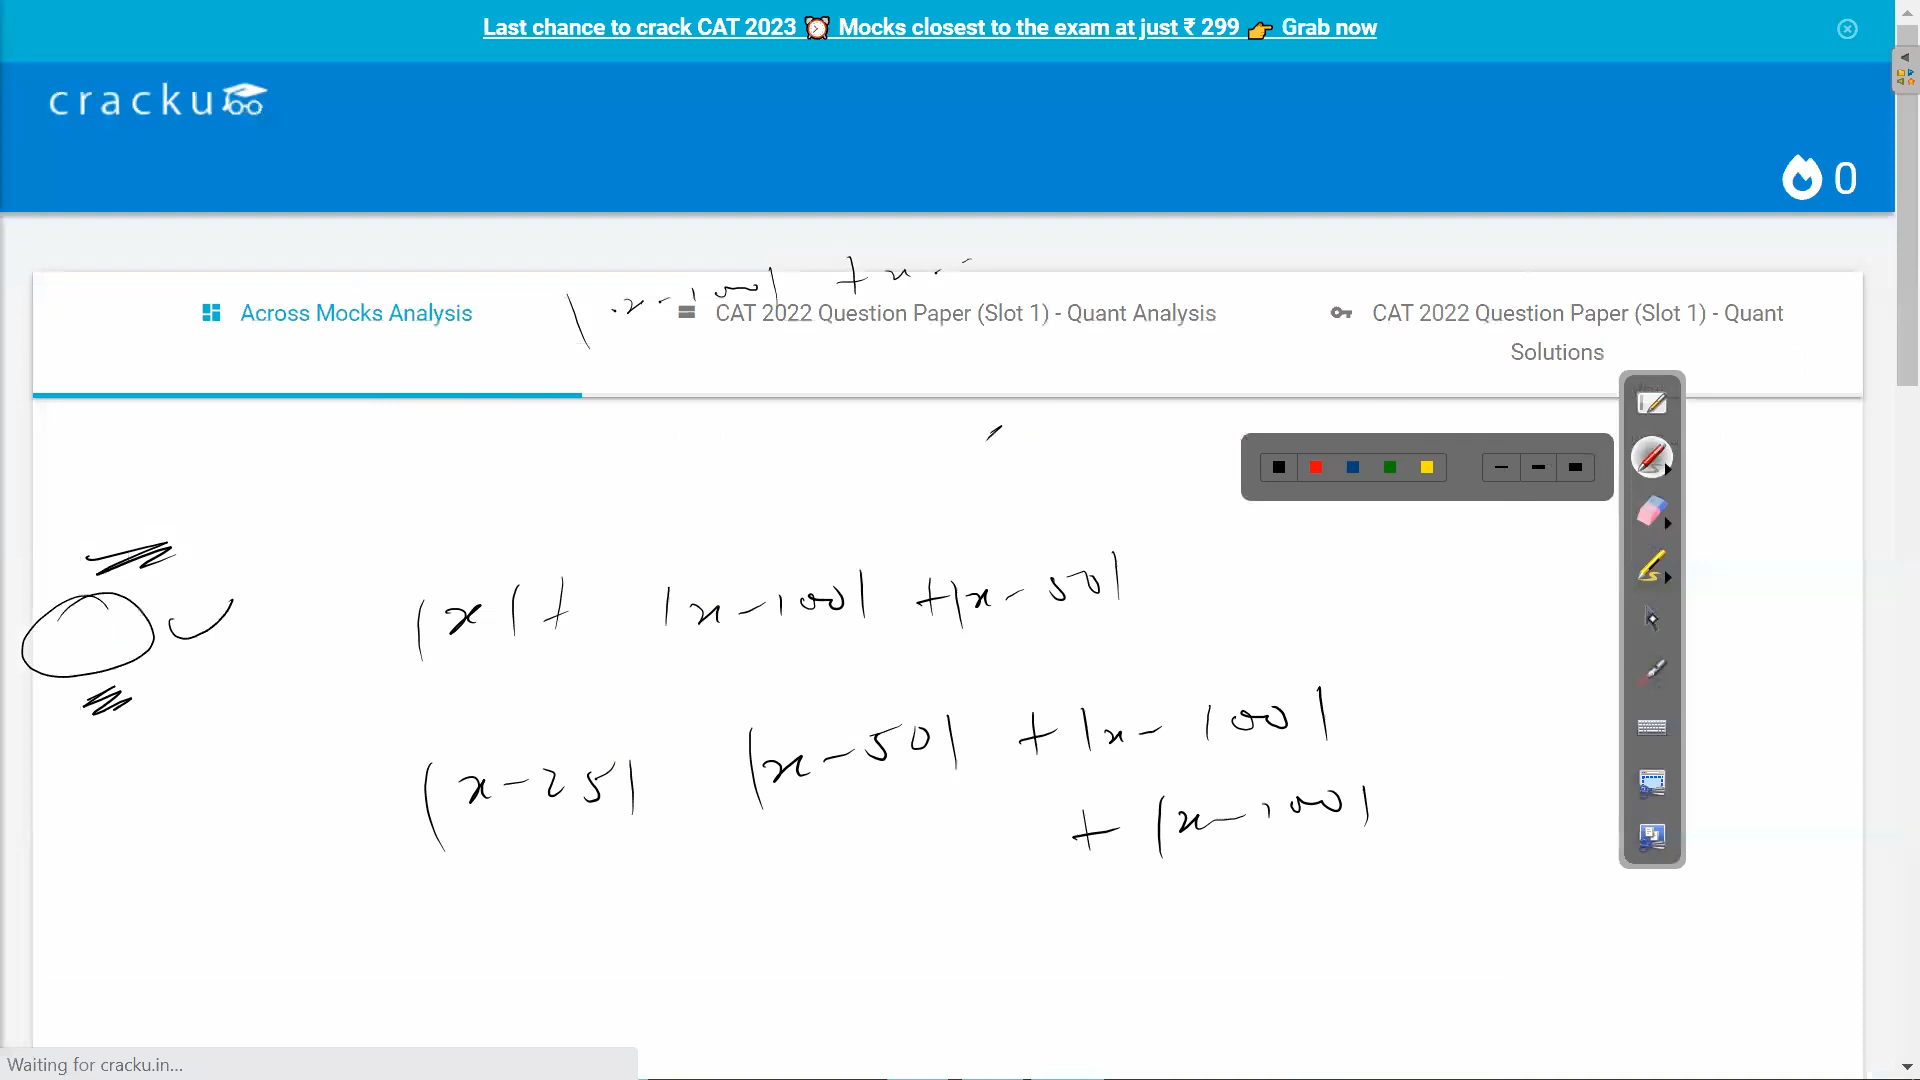 Last chance to crack CAT 2023 ⏰ Mocks closest to the exam at just ₹ 299 👉 Grab now
cracku
0
|x-100| + x -
Across Mocks Analysis
CAT 2022 Question Paper (Slot 1) - Quant Analysis
CAT 2022 Question Paper (Slot 1) - Quant
Solutions
|x| + |x-100| + |x-50|
|x-25| |x-50| + |x-100|
+ |x-100|
Waiting for cracku.in...